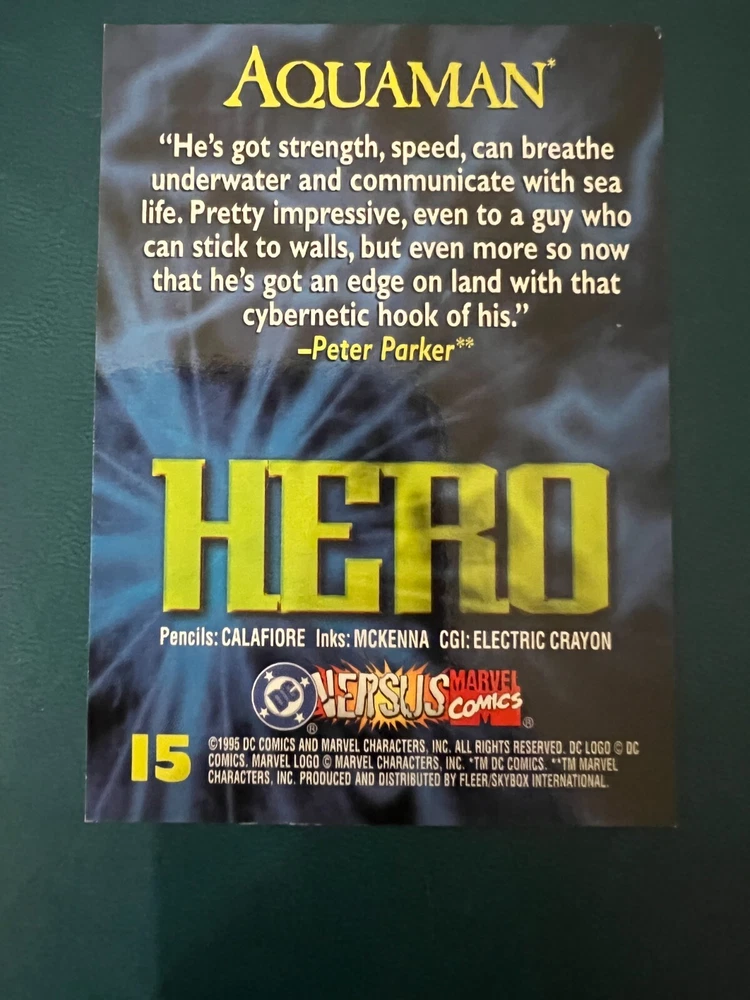 AQUAMAN*
“He’s got strength, speed, can breathe
underwater and communicate with sea
life. Pretty impressive, even to a guy who
can stick to walls, but even more so now
that he’s got an edge on land with that
cybernetic hook of his.”
–Peter Parker**
HERO
Pencils: CALAFIORE Inks: MCKENNA CGI: ELECTRIC CRAYON
DC VERSUS MARVEL COMICS
® ®
15
©1995 DC COMICS AND MARVEL CHARACTERS, INC. ALL RIGHTS RESERVED. DC LOGO © DC
COMICS. MARVEL LOGO © MARVEL CHARACTERS, INC. *TM DC COMICS. **TM MARVEL
CHARACTERS, INC. PRODUCED AND DISTRIBUTED BY FLEER/SKYBOX INTERNATIONAL.